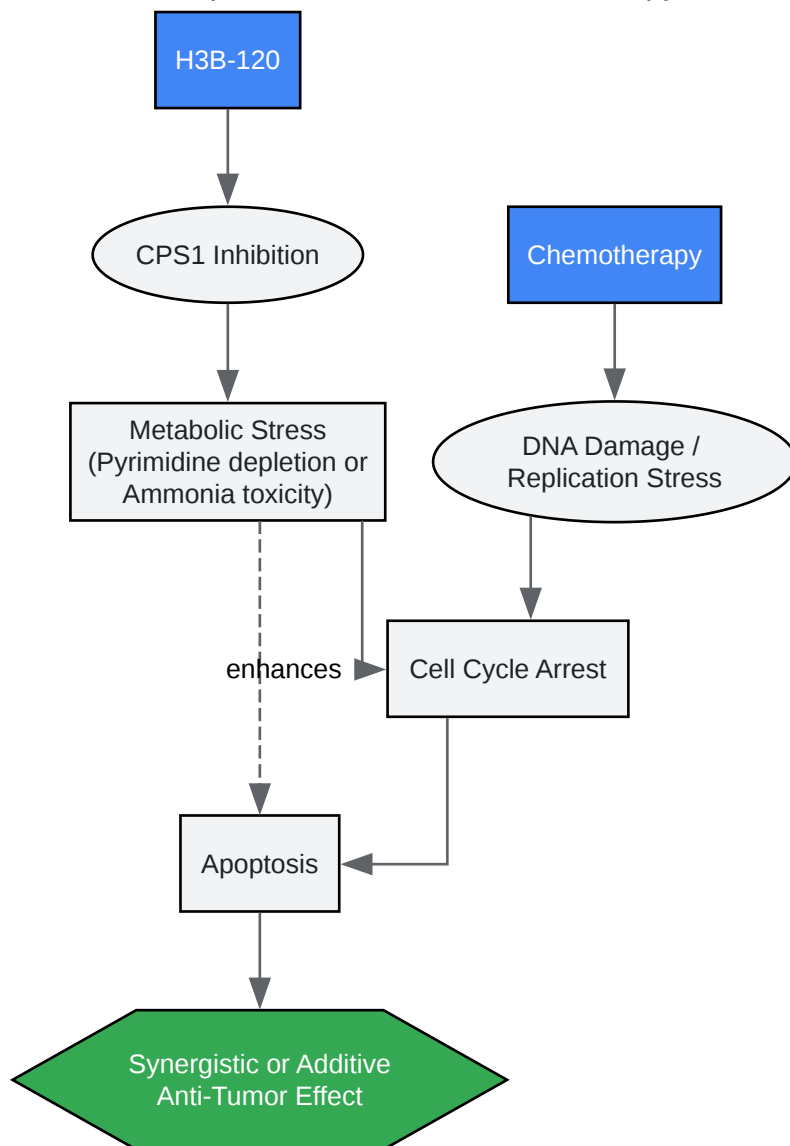 H3B-120
CPS1 Inhibition
Chemotherapy
Metabolic Stress
(Pyrimidine depletion or
Ammonia toxicity)
DNA Damage /
Replication Stress
enhances
Cell Cycle Arrest
Apoptosis
Synergistic or Additive
Anti-Tumor Effect